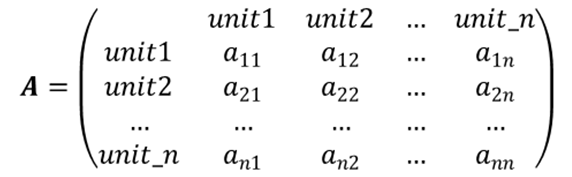 unit1 unit2 ... unit_n
unit1 a₁₁ a₁₂ ... a₁ₙ
A = unit2 a₂₁ a₂₂ ... a₂ₙ
... ... ... ... ...
unit_n aₙ₁ aₙ₂ ... aₙₙ